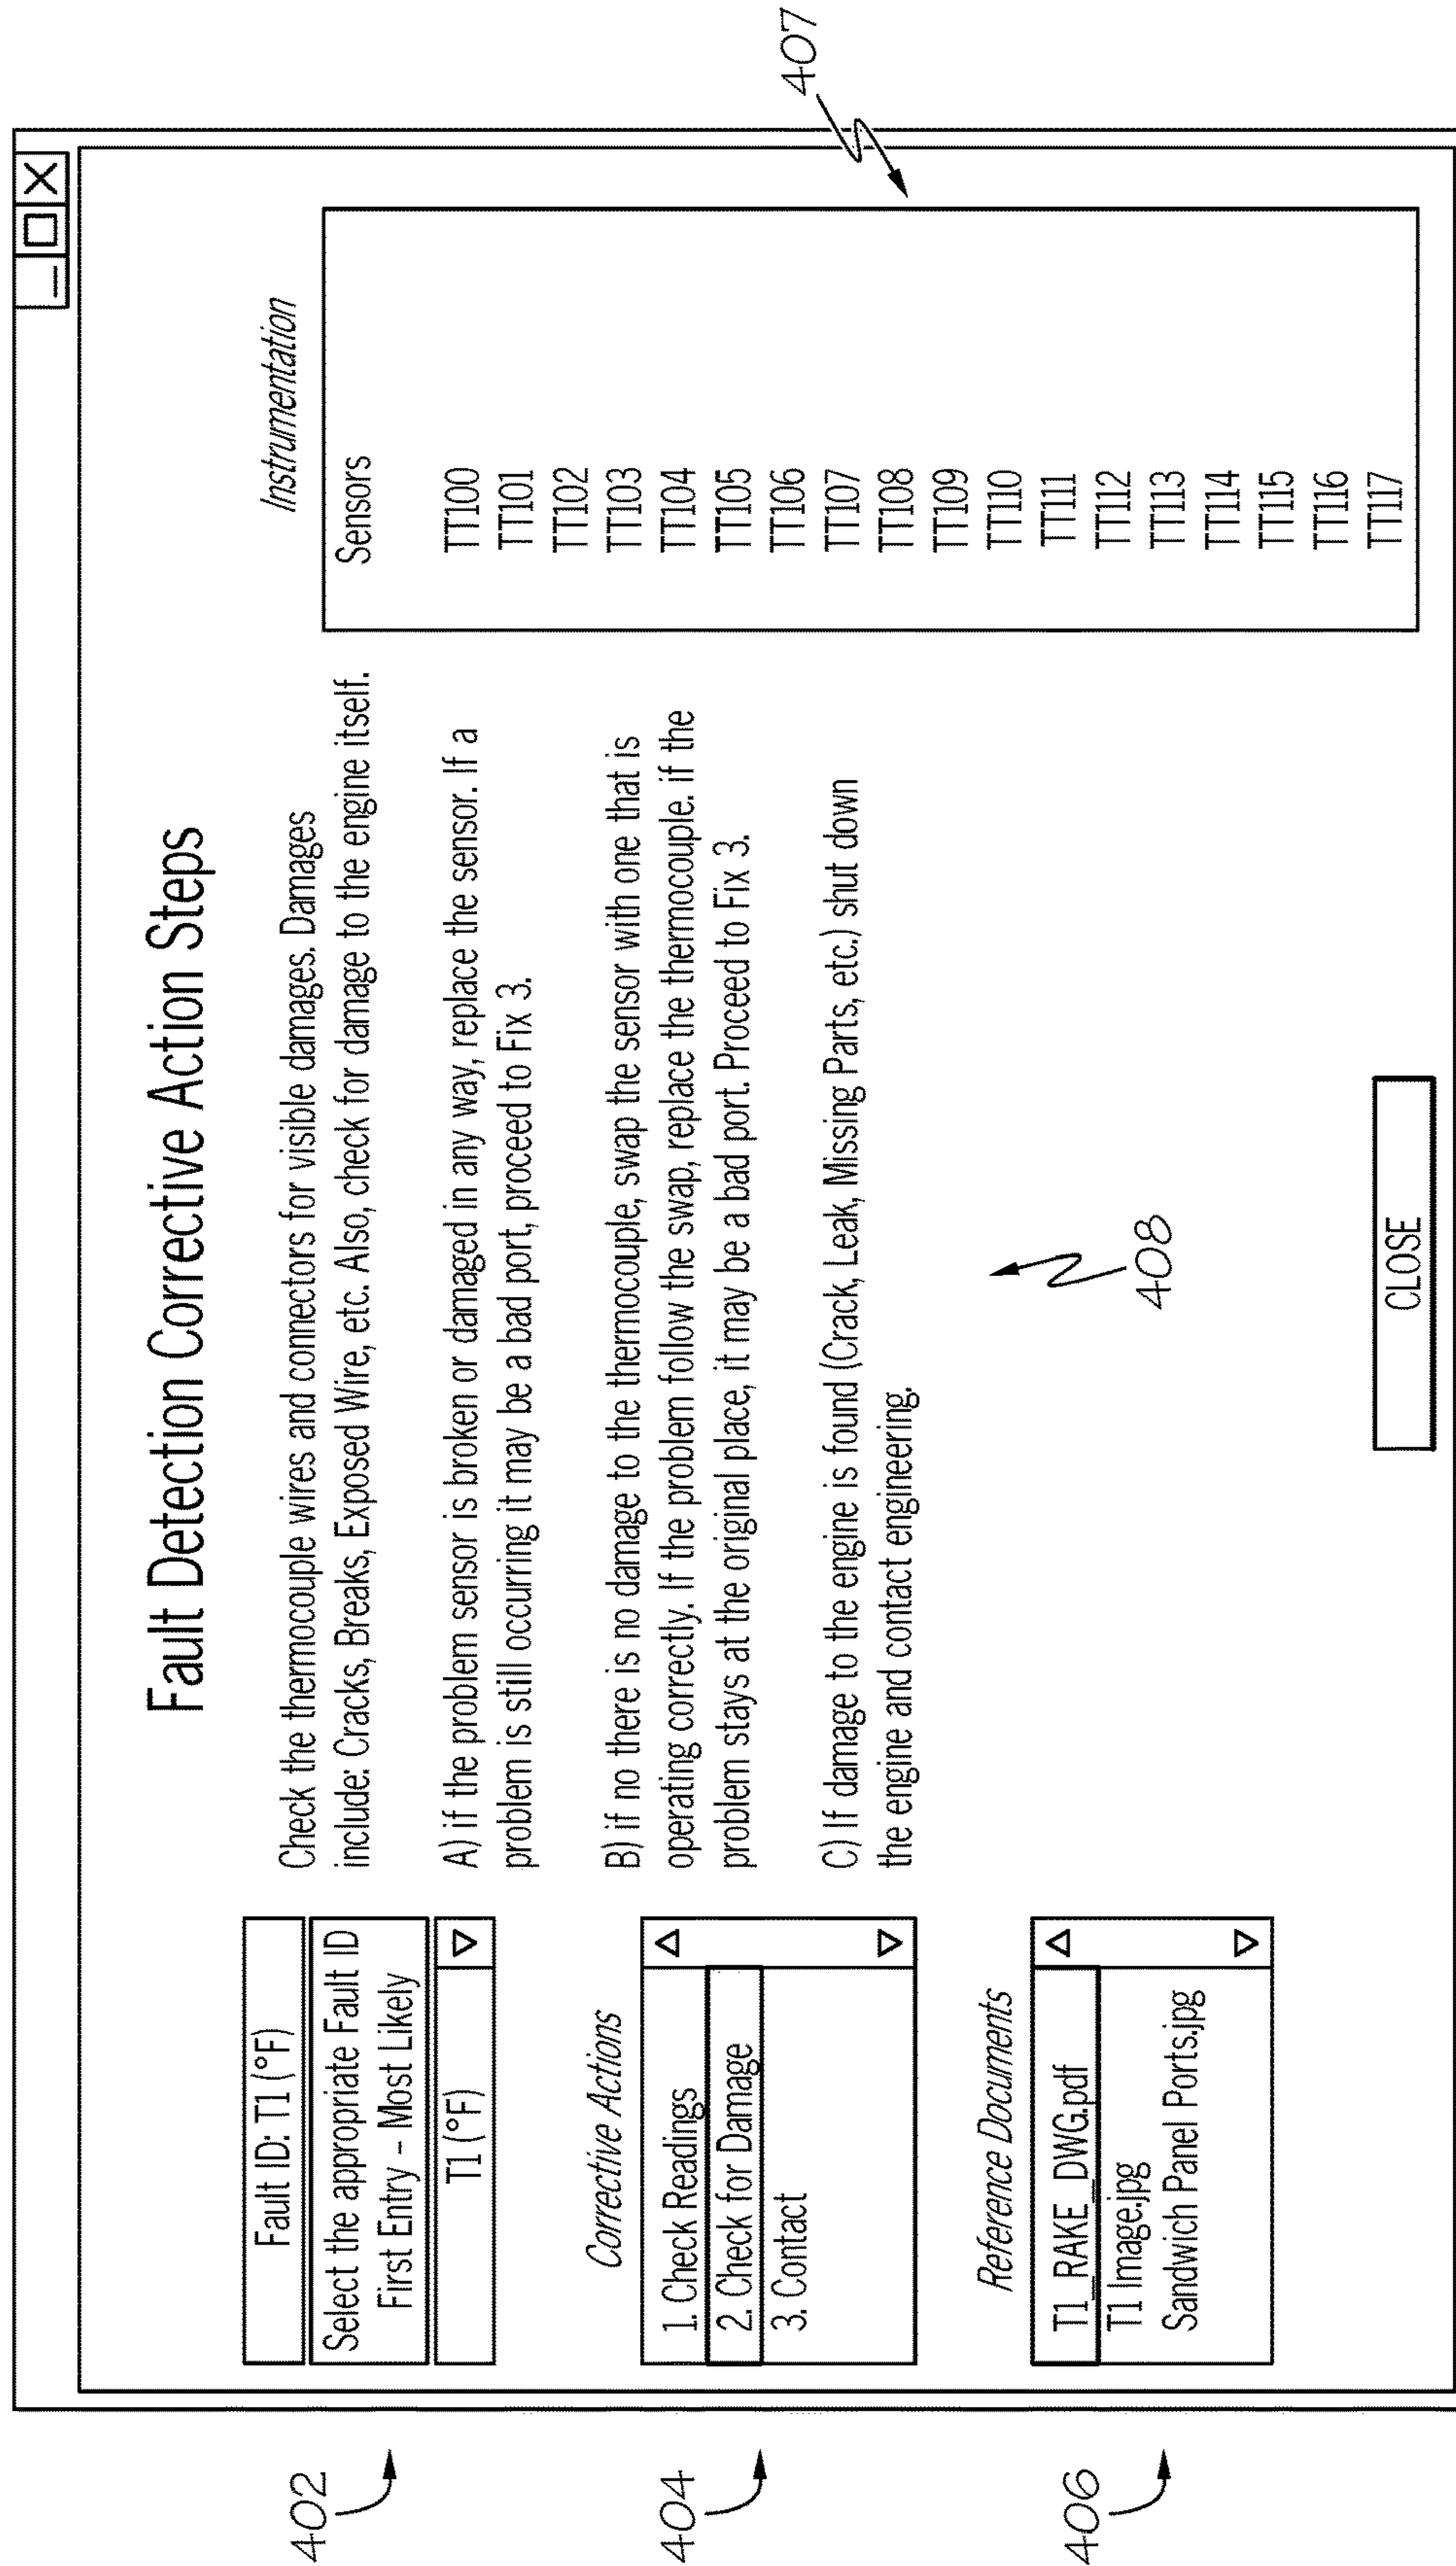 Fault Detection Corrective Action Steps
402
Fault ID: T1 (°F)
Select the appropriate Fault ID
First Entry - Most Likely
T1 (°F)
404
Corrective Actions
1. Check Readings
2. Check for Damage
3. Contact
406
Reference Documents
T1_RAKE_DWG.pdf
T1 Image.jpg
Sandwich Panel Ports.jpg
Check the thermocouple wires and connectors for visible damages. Damages
include: Cracks, Breaks, Exposed Wire, etc. Also, check for damage to the engine itself.
A) if the problem sensor is broken or damaged in any way, replace the sensor. If a
problem is still occurring it may be a bad port, proceed to Fix 3.
B) if no there is no damage to the thermocouple, swap the sensor with one that is
operating correctly. If the problem follow the swap, replace the thermocouple. if the
problem stays at the original place, it may be a bad port. Proceed to Fix 3.
C) If damage to the engine is found (Crack, Leak, Missing Parts, etc.) shut down
the engine and contact engineering.
408
CLOSE
Instrumentation
Sensors
TT100
TT101
TT102
TT103
TT104
TT105
TT106
TT107
TT108
TT109
TT110
TT111
TT112
TT113
TT114
TT115
TT116
TT117
407